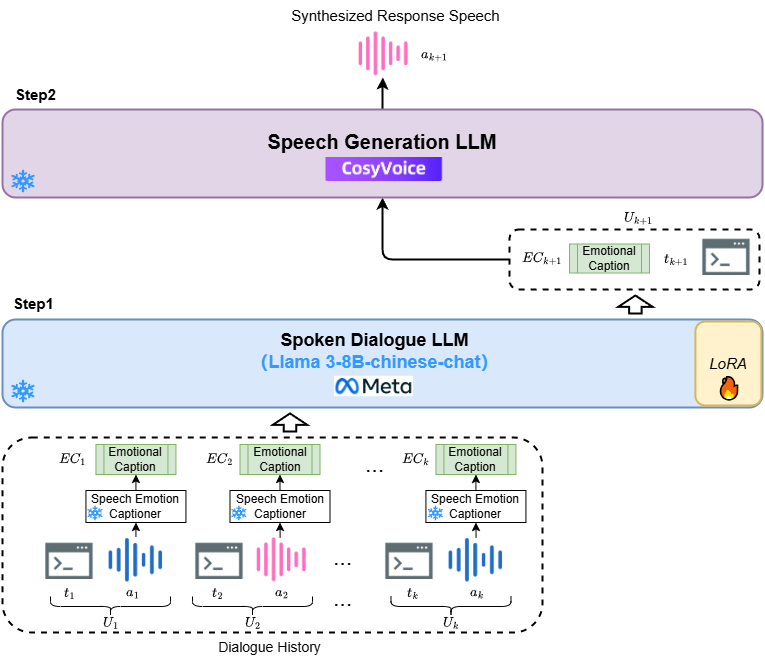 Synthesized Response Speech
a_{k+1}
Step2
Speech Generation LLM
CosyVoice
U_{k+1}
EC_{k+1}
Emotional
Caption
t_{k+1}
>_
Step1
Spoken Dialogue LLM
(Llama 3-8B-chinese-chat)
Meta
LoRA
EC_1
Emotional
Caption
EC_2
Emotional
Caption
...
EC_k
Emotional
Caption
Speech Emotion
Captioner
Speech Emotion
Captioner
Speech Emotion
Captioner
>_
>_
...
>_
t_1
a_1
t_2
a_2
t_k
a_k
...
U_1
U_2
U_k
Dialogue History